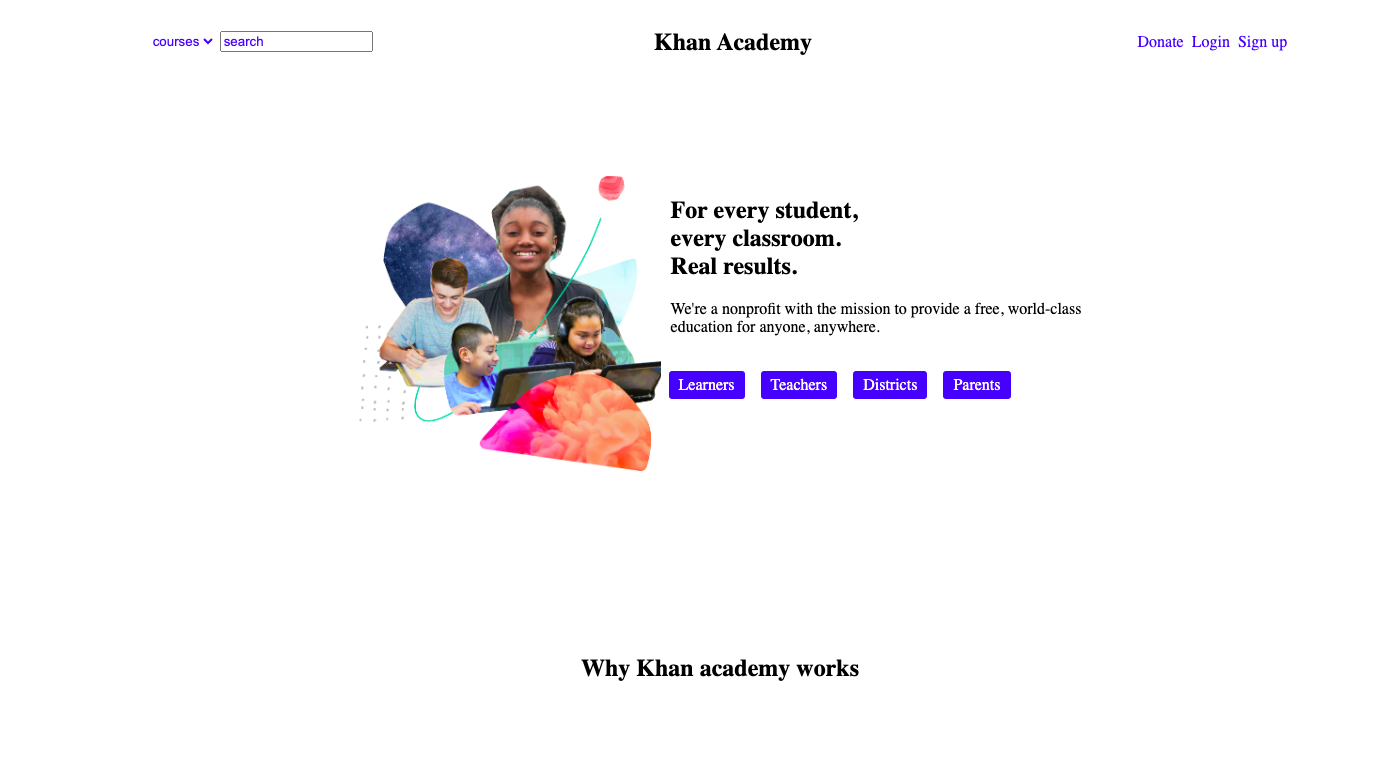 courses search Khan Academy Donate Login Sign up
For every student,
every classroom.
Real results.
We're a nonprofit with the mission to provide a free, world-class
education for anyone, anywhere.
Learners Teachers Districts Parents
Why Khan academy works